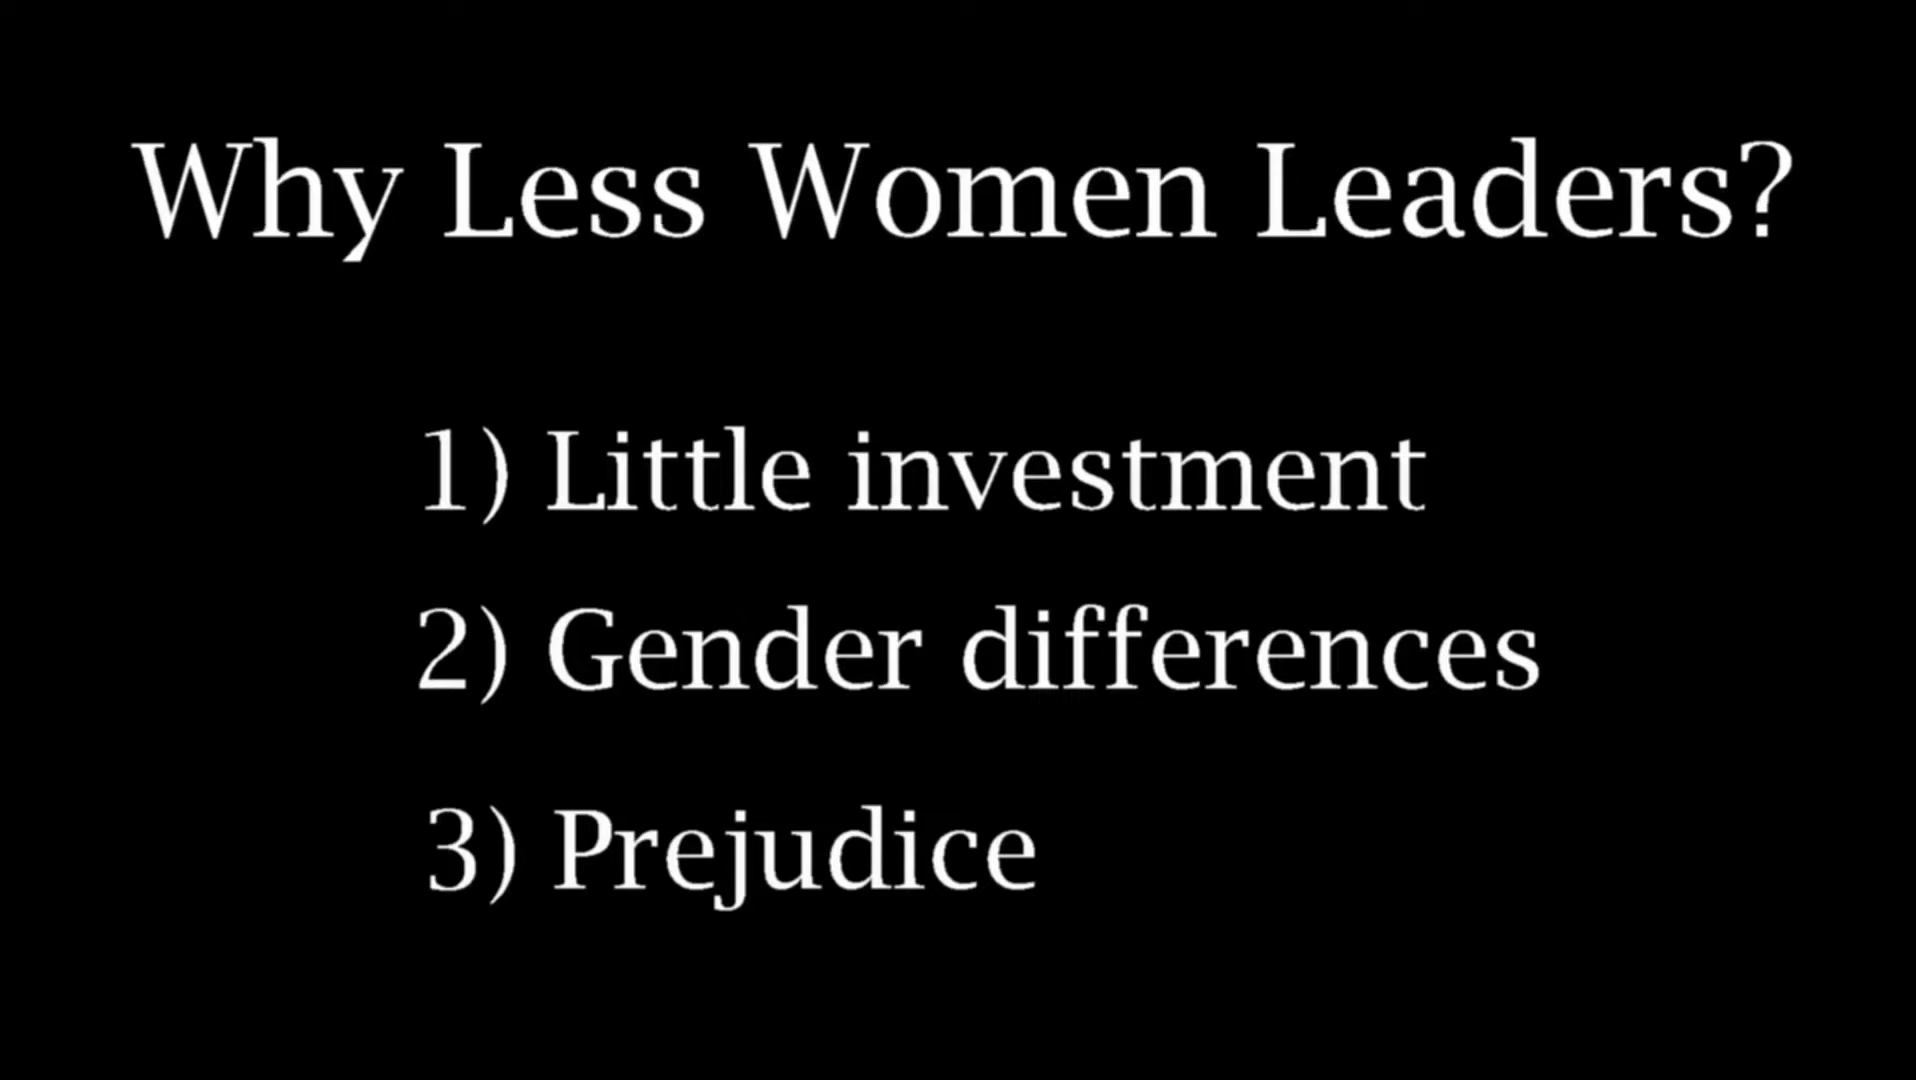 Why Less Women Leaders?
1) Little investment
2) Gender differences
3) Prejudice